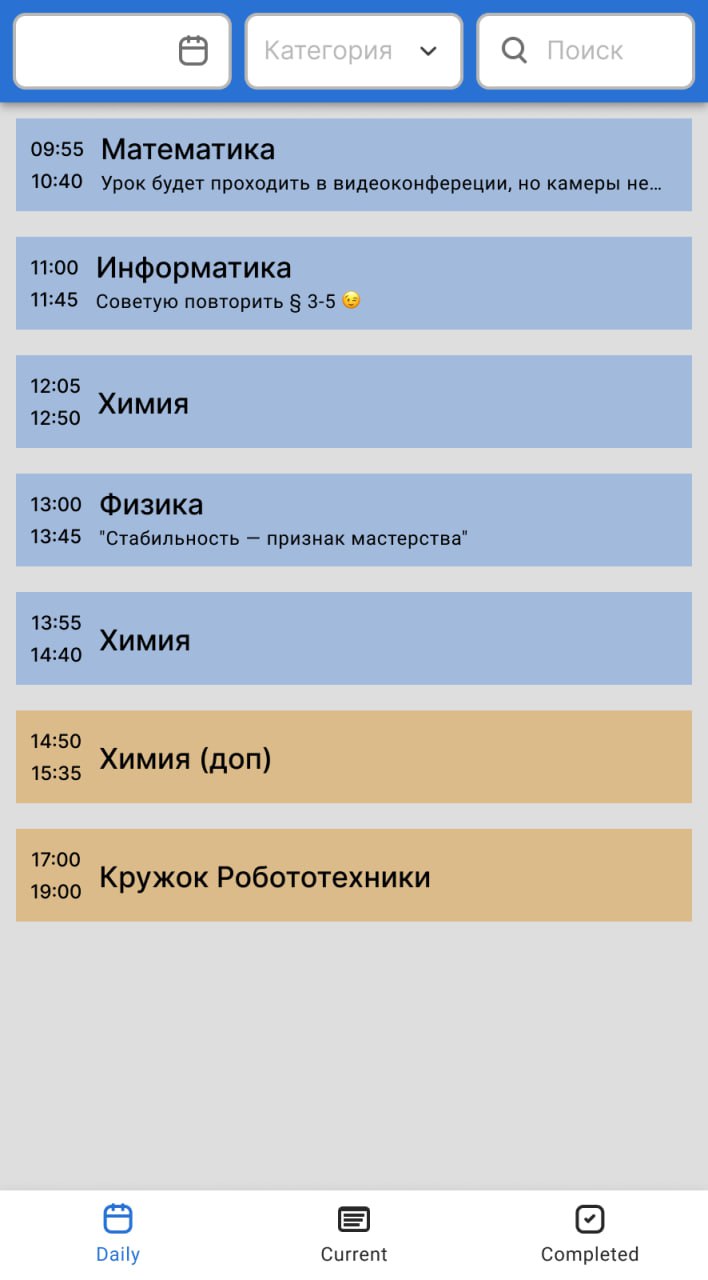 Категория
Поиск
09:55 Математика
10:40 Урок будет проходить в видеоконфереции, но камеры не...
11:00 Информатика
11:45 Советую повторить § 3-5 😉
12:05
Химия
12:50
13:00 Физика
13:45 "Стабильность — признак мастерства"
13:55
Химия
14:40
14:50
Химия (доп)
15:35
17:00
Кружок Робототехники
19:00
Daily
Current
Completed